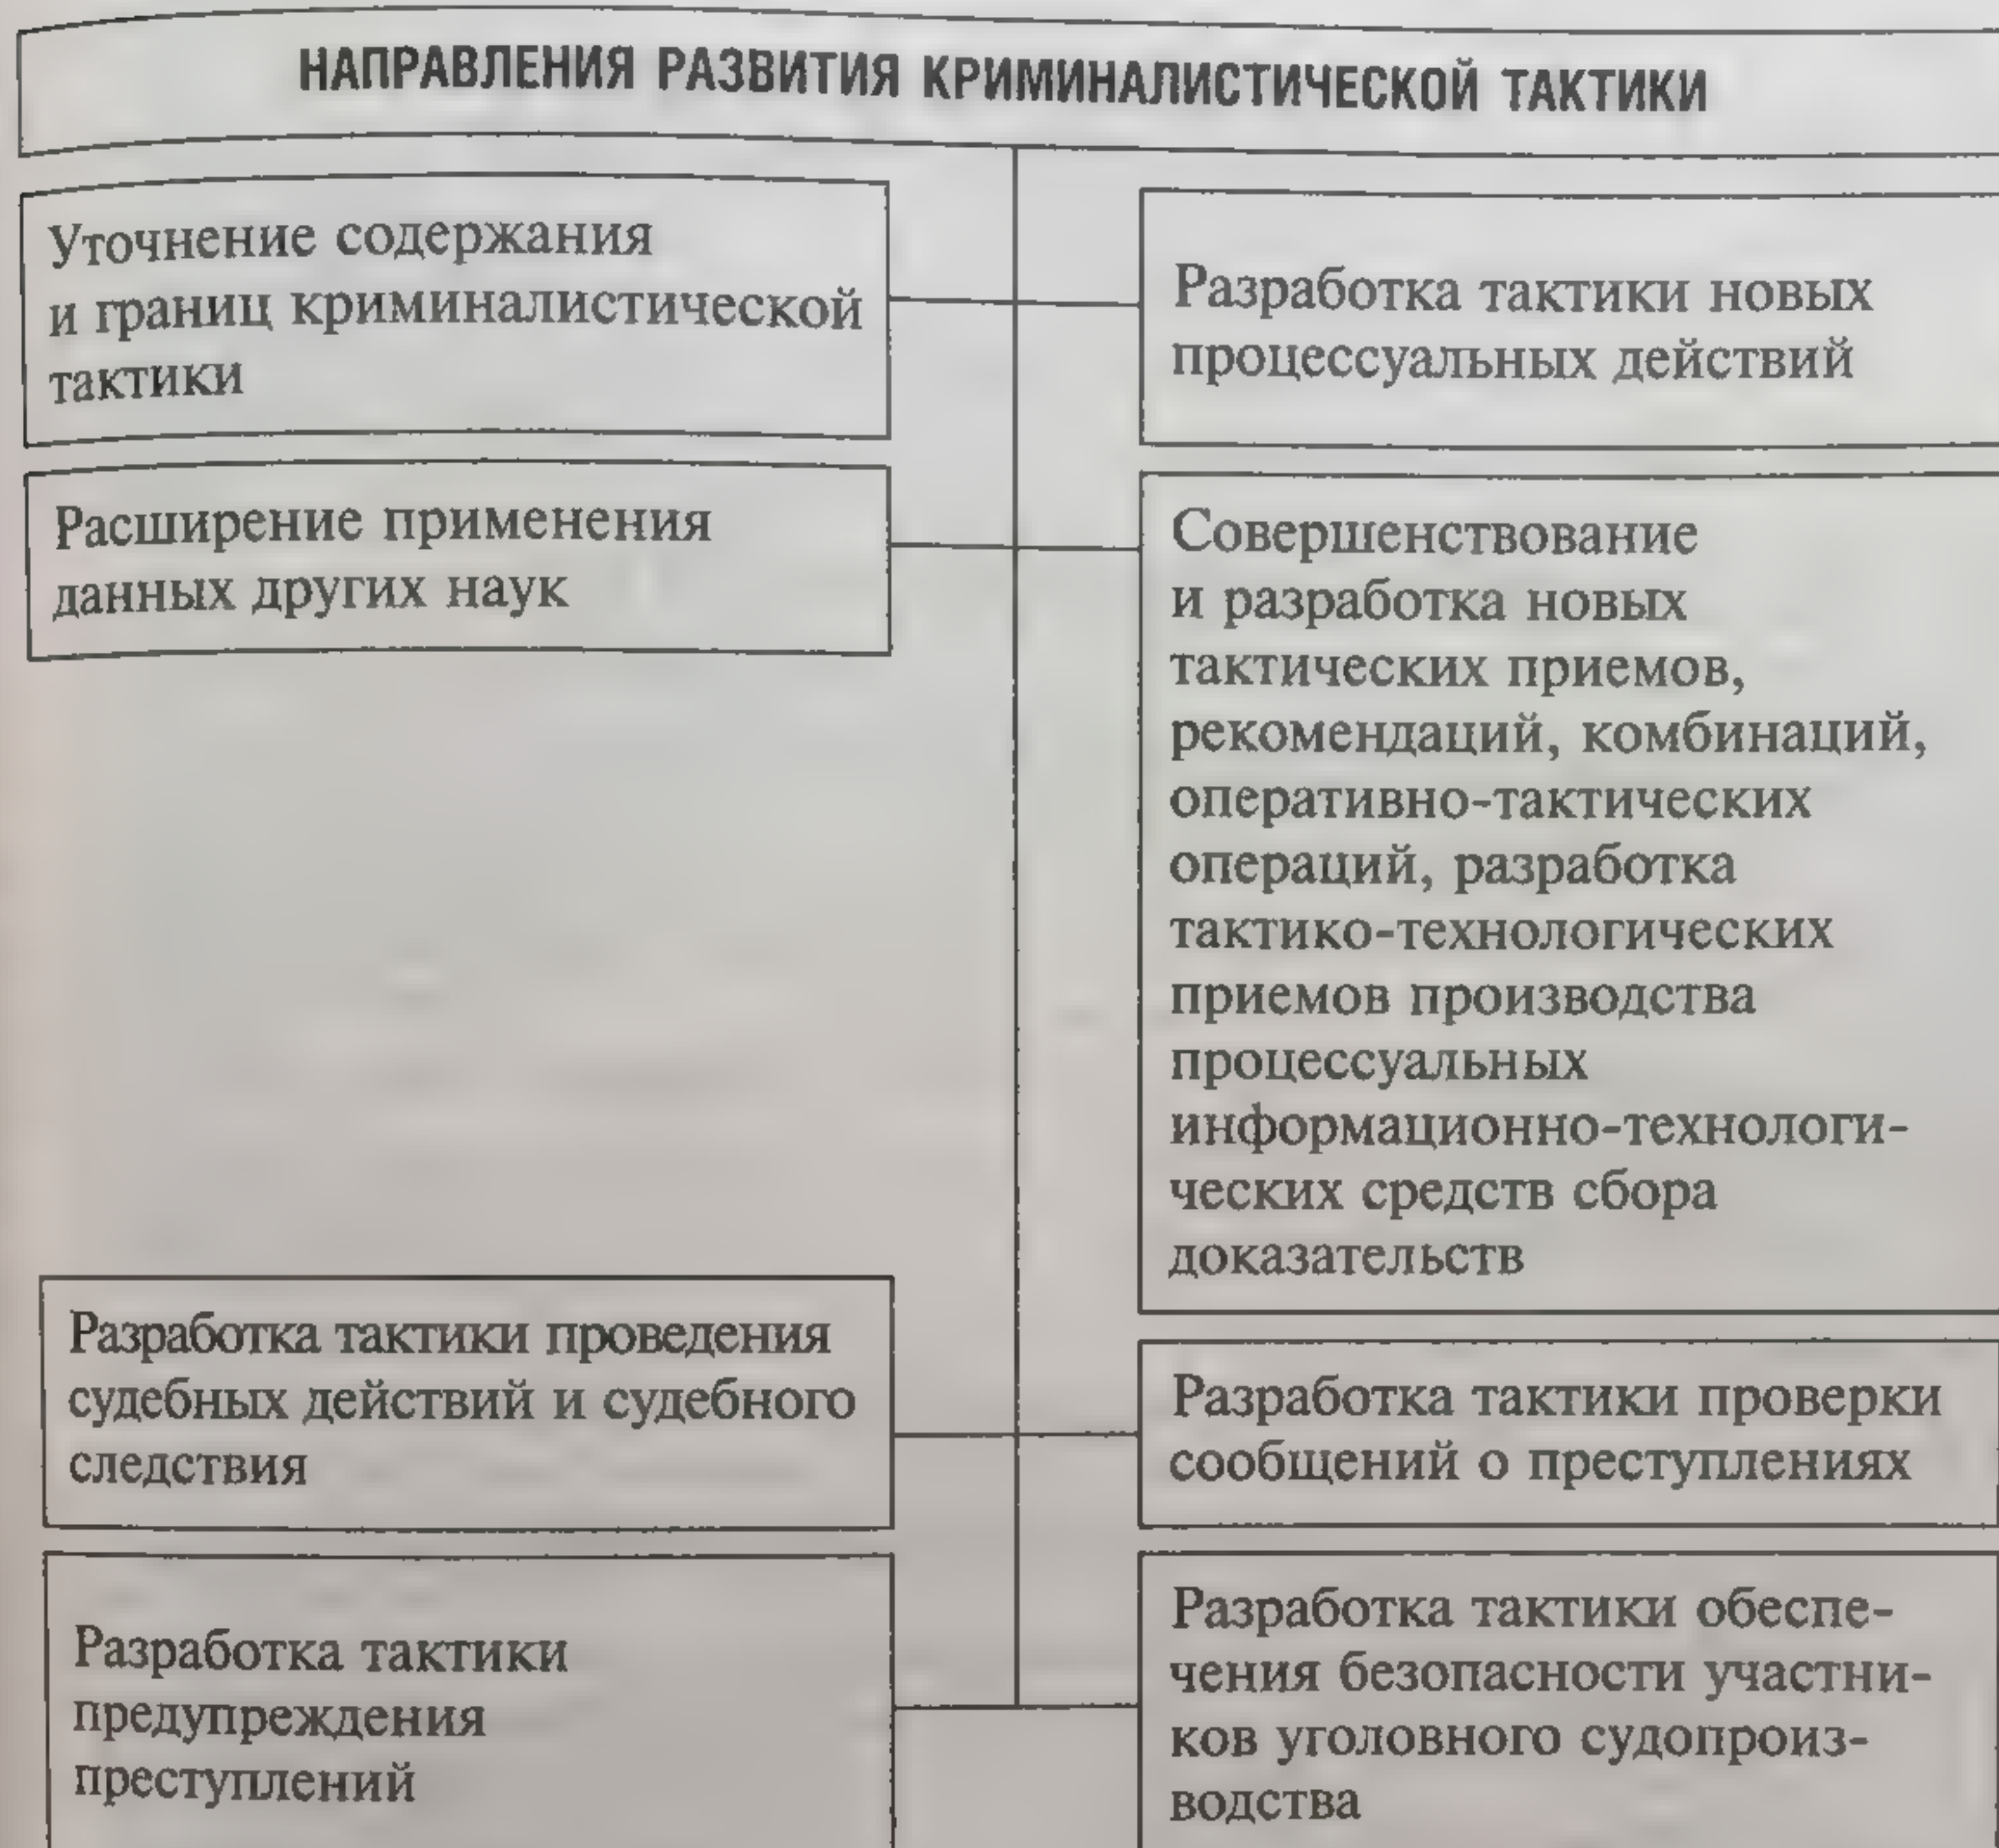 НАПРАВЛЕНИЯ РАЗВИТИЯ КРИМИНАЛИСТИЧЕСКОЙ ТАКТИКИ
Уточнение содержания
и границ криминалистической
тактики
Разработка тактики новых
процессуальных действий
Расширение применения
данных других наук
Совершенствование
и разработка новых
тактических приемов,
рекомендаций, комбинаций,
оперативно-тактических
операций, разработка
тактико-технологических
приемов производства
процессуальных
информационно-технологи-
ческих средств сбора
доказательств
Разработка тактики проведения
судебных действий и судебного
следствия
Разработка тактики проверки
сообщений о преступлениях
Разработка тактики
предупреждения
преступлений
Разработка тактики обеспе-
чения безопасности участни-
ков уголовного судопроиз-
водства